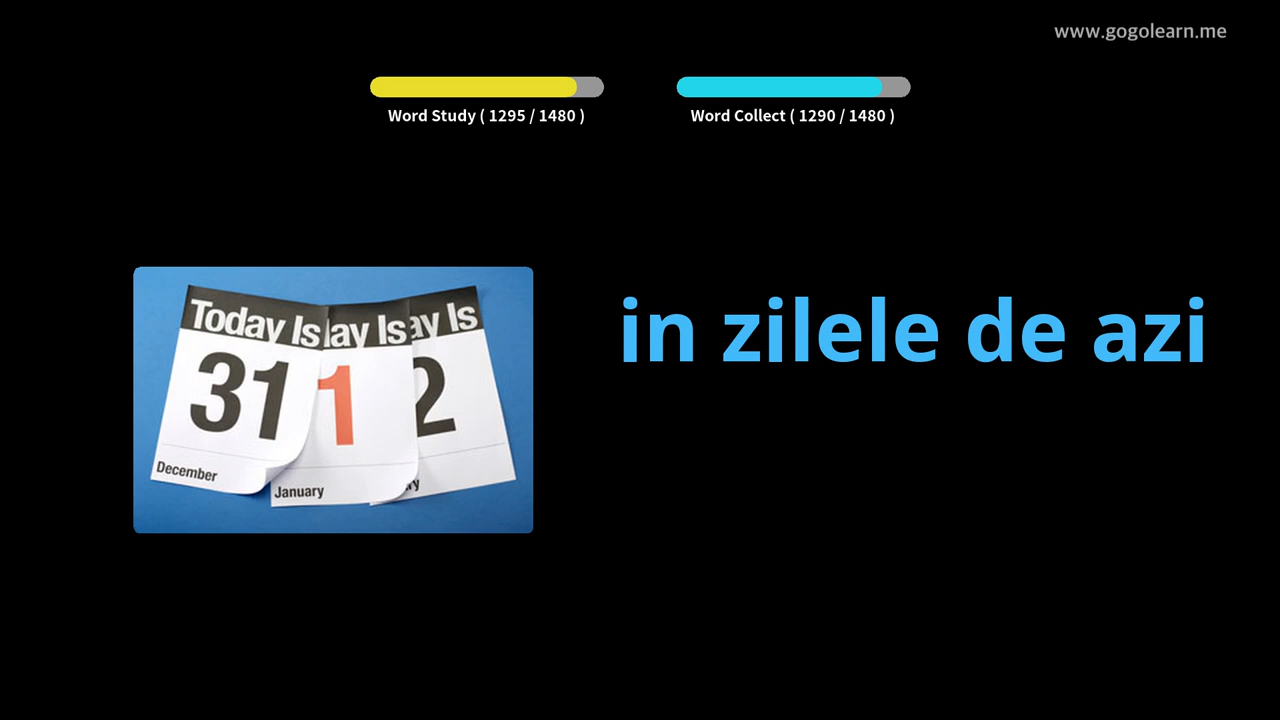 www.gogolearn.me
Word Study ( 1295 / 1480 )
Word Collect ( 1290 / 1480 )
in zilele de azi
Today Is
ay Is
ay Is
31
1
2
December
January
ry